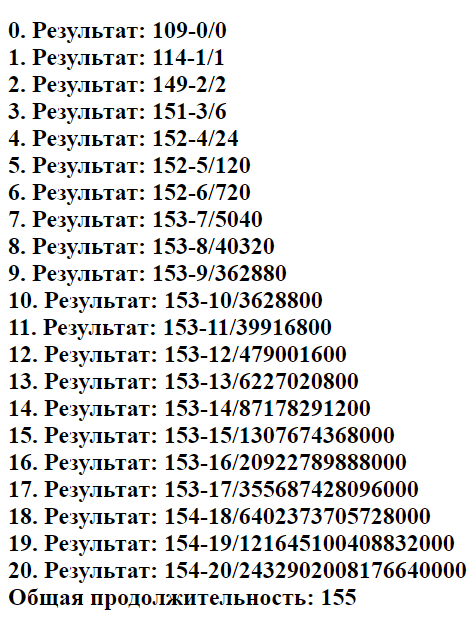 0. Результат: 109-0/0
1. Результат: 114-1/1
2. Результат: 149-2/2
3. Результат: 151-3/6
4. Результат: 152-4/24
5. Результат: 152-5/120
6. Результат: 152-6/720
7. Результат: 153-7/5040
8. Результат: 153-8/40320
9. Результат: 153-9/362880
10. Результат: 153-10/3628800
11. Результат: 153-11/39916800
12. Результат: 153-12/479001600
13. Результат: 153-13/6227020800
14. Результат: 153-14/87178291200
15. Результат: 153-15/1307674368000
16. Результат: 153-16/20922789888000
17. Результат: 153-17/355687428096000
18. Результат: 154-18/6402373705728000
19. Результат: 154-19/121645100408832000
20. Результат: 154-20/2432902008176640000
Общая продолжительность: 155